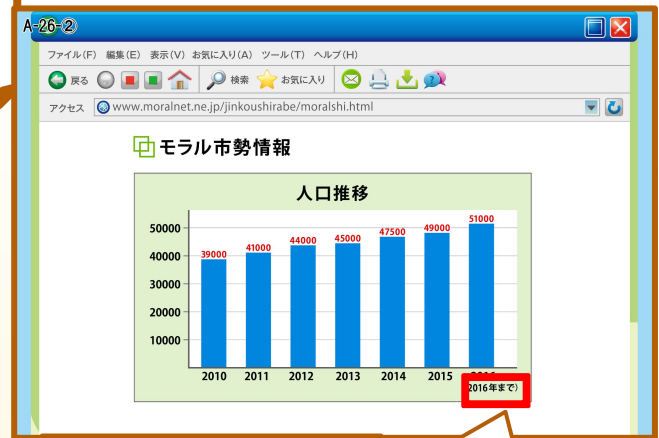 A-26-②
ファイル(F) 編集(E) 表示(V) お気に入り(A) ツール(T) ヘルプ(H)
戻る 検索 お気に入り
アクセス www.moralnet.ne.jp/jinkoushirabe/moralshi.html
モラル市勢情報
人口推移
50000
40000
30000
20000
10000
39000 41000 44000 45000 47500 49000 51000
2010 2011 2012 2013 2014 2015
2016年まで)